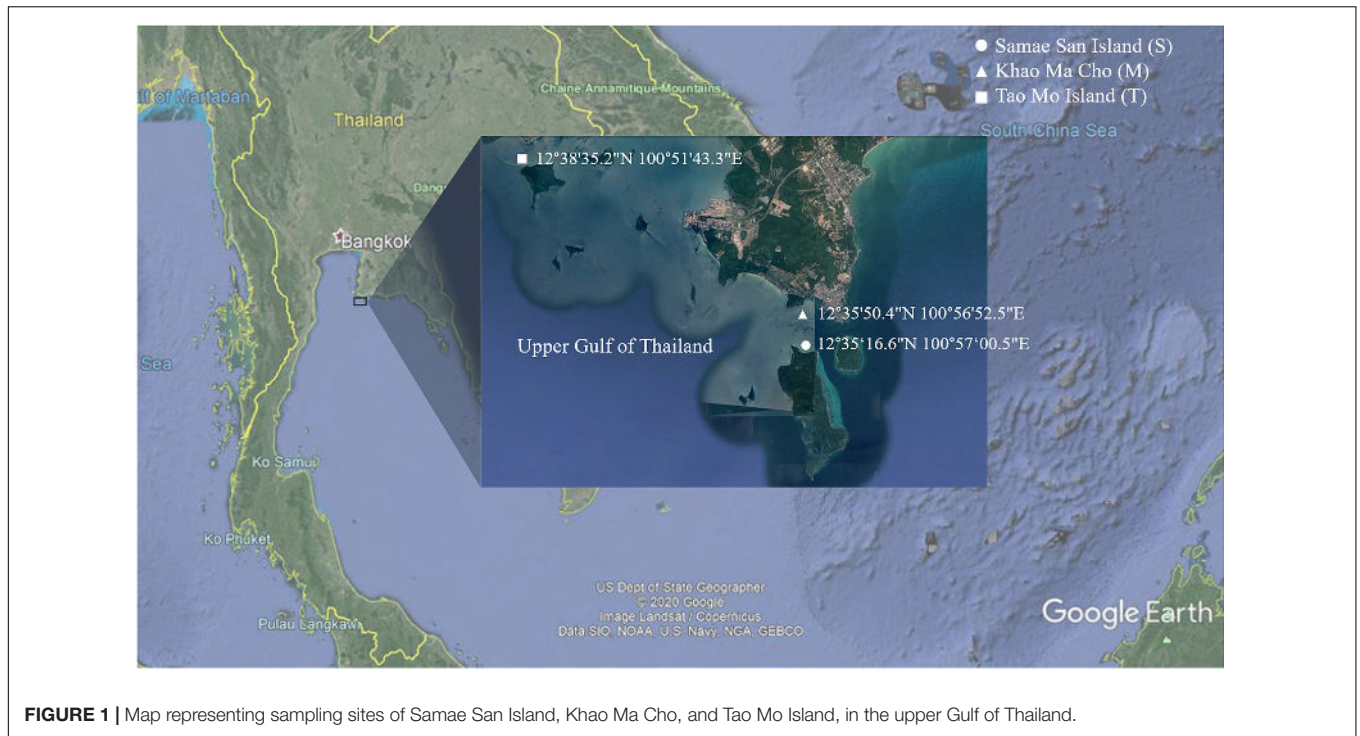 ● Samae San Island (S)
▲ Khao Ma Cho (M)
■ Tao Mo Island (T)
Chaine Annamitique Mountains
lf of Martaban
Thailand
South China Sea
12°38'35.2"N 100°51'43.3"E
Dang
Bangkok
12°35'50.4"N 100°56'52.5"E
12°35‘16.6"N 100°57‘00.5"E
Upper Gulf of Thailand
Sea
Ko Samui
Ko Phuket
US Dept of State Geographer
© 2020 Google
Image Landsat / Copernicus
Data SIO, NOAA, U.S. Navy, NGA, GEBCO
Google Earth
Pulau Langkawi
FIGURE 1 | Map representing sampling sites of Samae San Island, Khao Ma Cho, and Tao Mo Island, in the upper Gulf of Thailand.